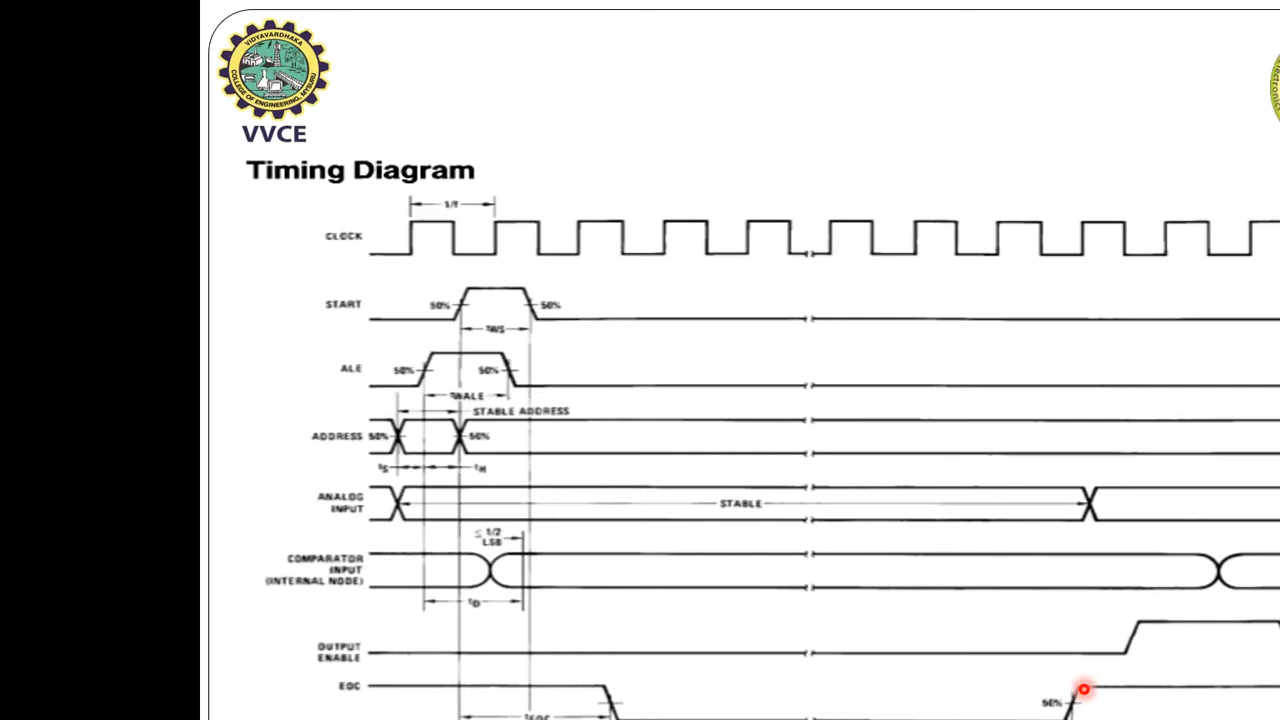 VIDYAVARDHAKA
COLLEGE OF ENGINEERING, MYSURU
VVCE
Timing Diagram
1/f
CLOCK
START
50%
50%
tWS
ALE
50%
50%
tWALE
STABLE ADDRESS
ADDRESS
50%
50%
tS
tH
ANALOG
INPUT
STABLE
≤ 1/2
LSB
COMPARATOR
INPUT
(INTERNAL NODE)
tD
OUTPUT
ENABLE
EOC
50%
tEOC